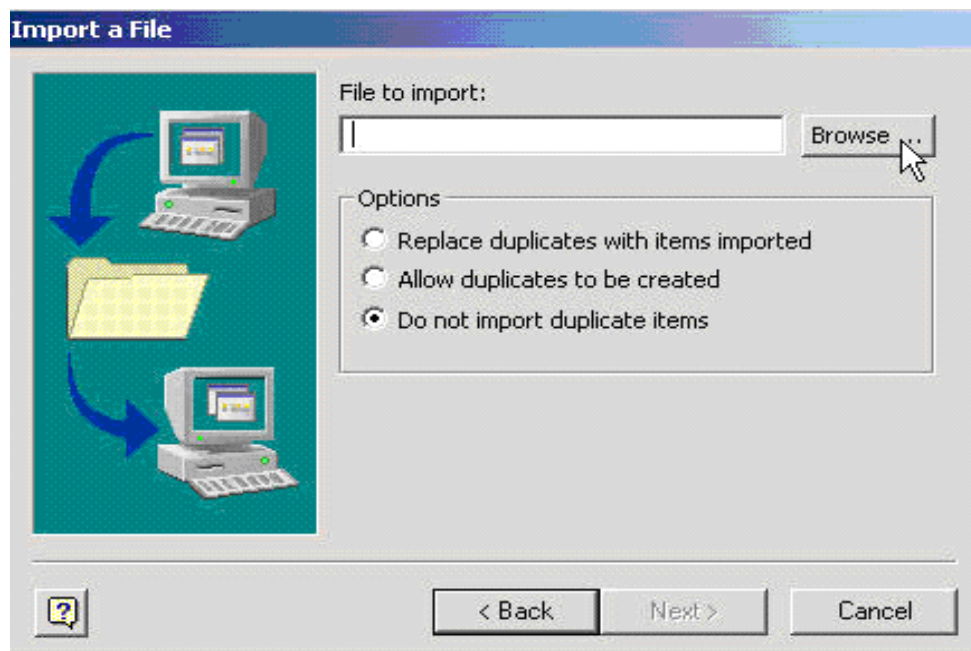 Import a File
File to import:
Browse ...
Options
Replace duplicates with items imported
Allow duplicates to be created
Do not import duplicate items
?
< Back
Next >
Cancel